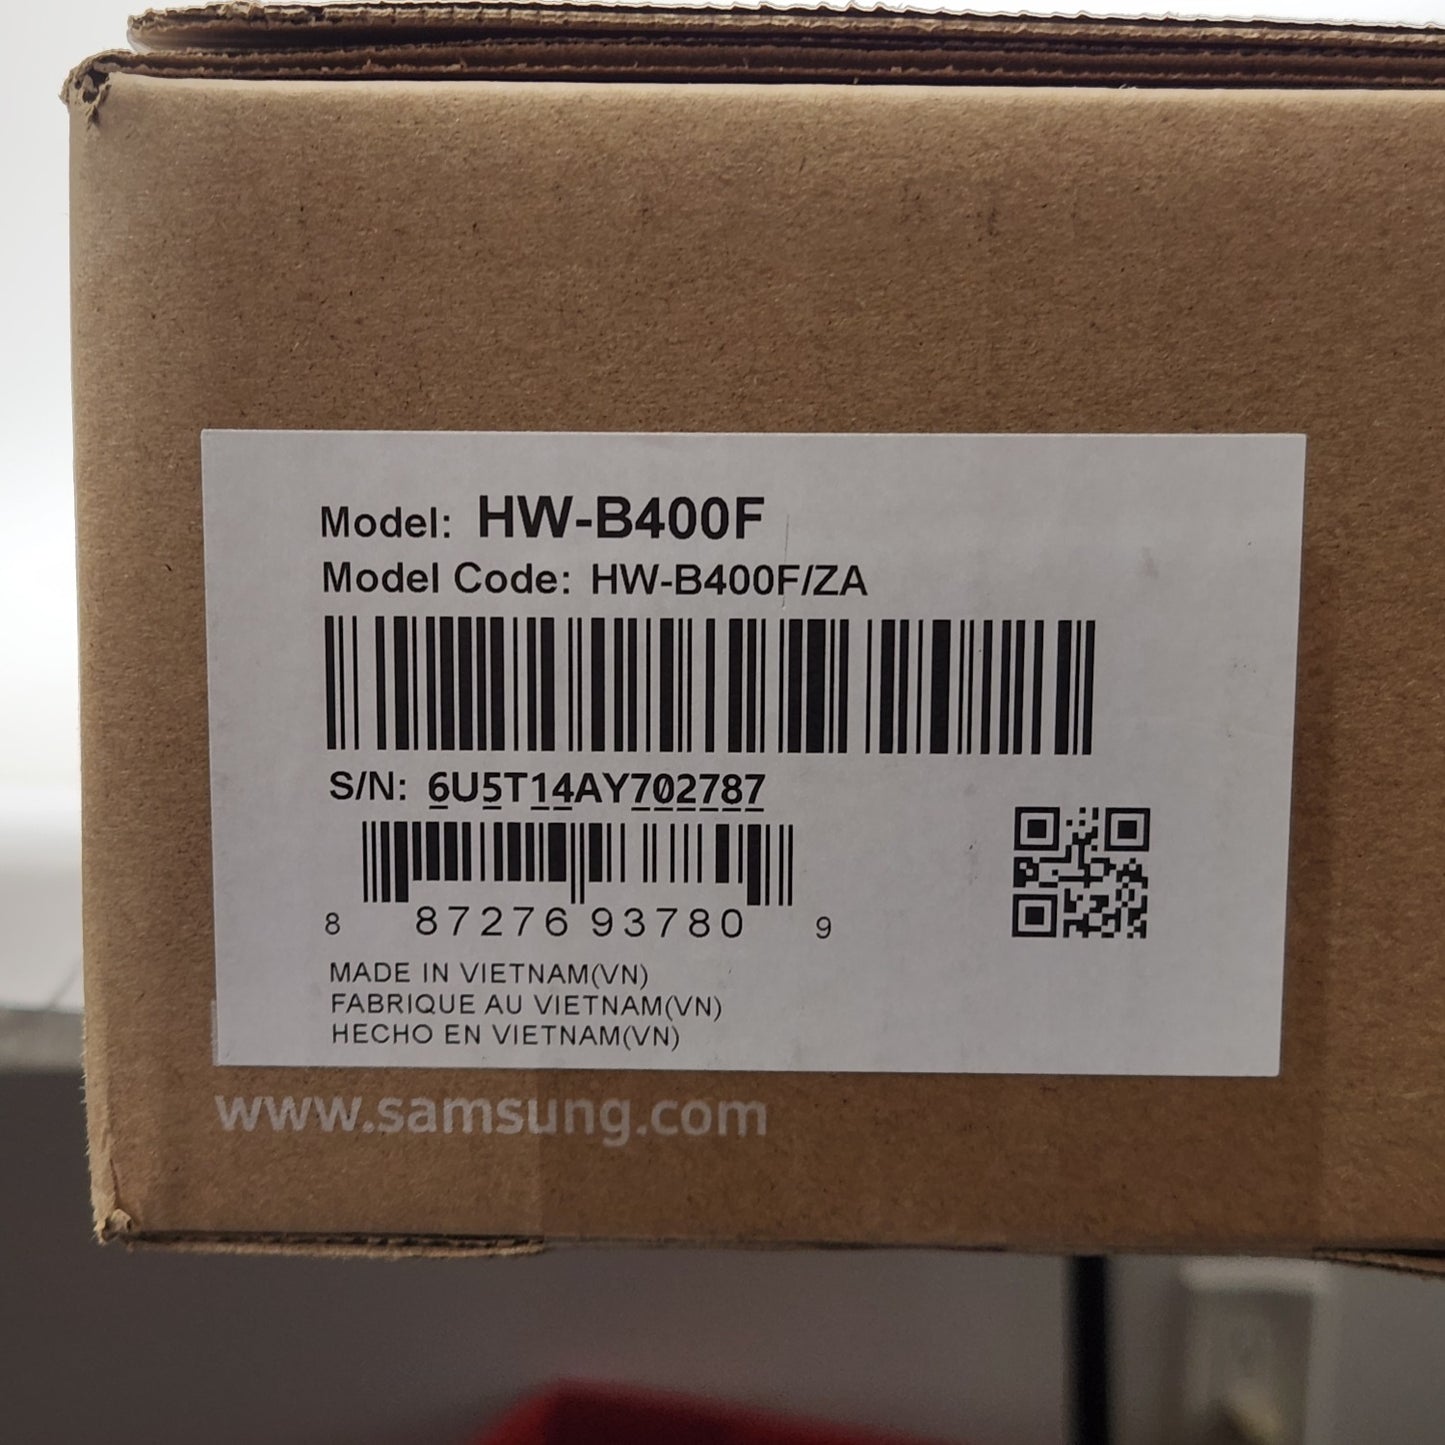 Model: HW-B400F
Model Code: HW-B400F/ZA
S/N: 6U5T14AY702787
8 87276 93780 9
MADE IN VIETNAM(VN)
FABRIQUE AU VIETNAM(VN)
HECHO EN VIETNAM(VN)
www.samsung.com